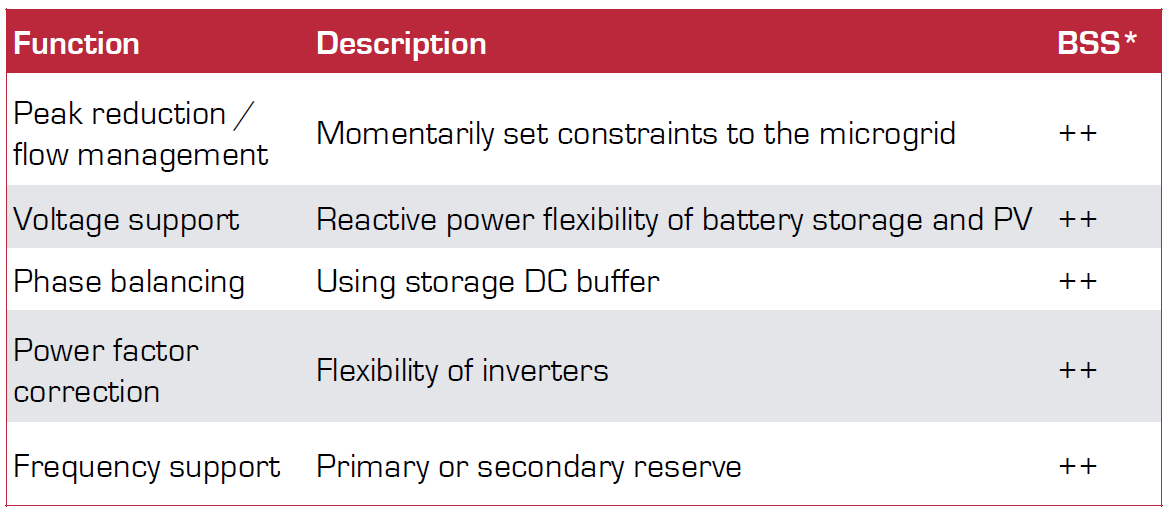 Function Description BSS*
Peak reduction /
flow management Momentarily set constraints to the microgrid ++
Voltage support Reactive power flexibility of battery storage and PV ++
Phase balancing Using storage DC buffer ++
Power factor
correction Flexibility of inverters ++
Frequency support Primary or secondary reserve ++